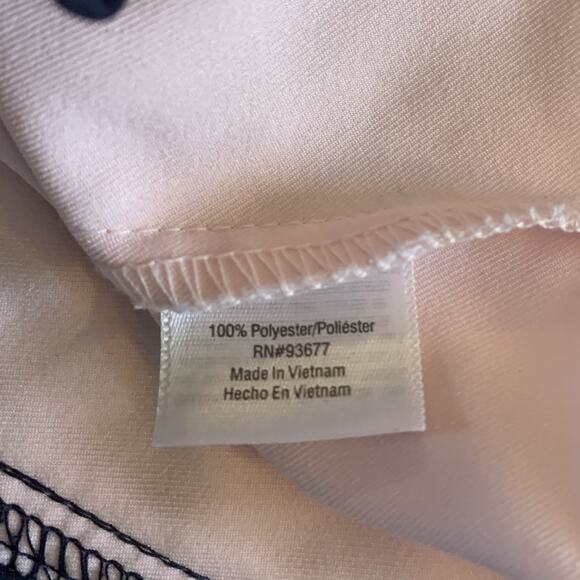 100% Polyester/Poliéster
RN#93677
Made In Vietnam
Hecho En Vietnam